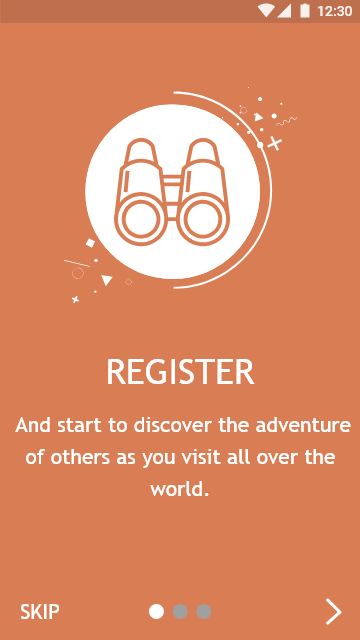 12:30
REGISTER
And start to discover the adventure
of others as you visit all over the
world.
SKIP